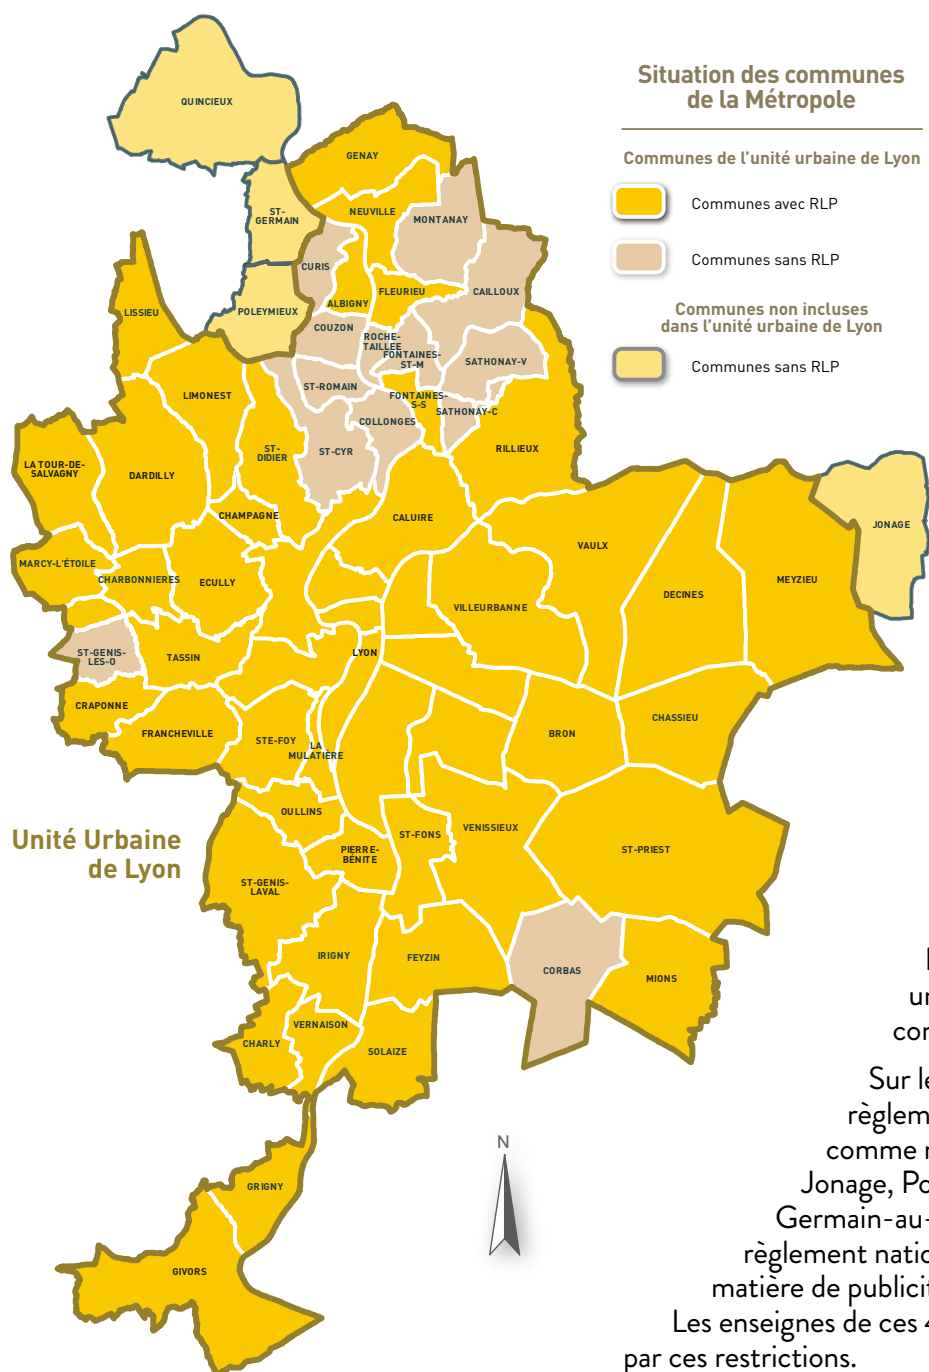 Situation des communes
de la Métropole
Communes de l'unité urbaine de Lyon
Communes avec RLP
Communes sans RLP
Communes non incluses
dans l'unité urbaine de Lyon
Communes sans RLP
QUINCIEUX
GENAY
ST-
GERMAIN
NEUVILLE
MONTANAY
CURIS
ALBIGNY
FLEURIEU
CAILLOUX
LISSIEU
POLEYMIEUX
COUZON
ROCHE-
TAILLEE
FONTAINES-
ST-M
SATHONAY-V
LIMONEST
ST-ROMAIN
FONTAINES-
S-S
SATHONAY-C
COLLONGES
ST-
DIDIER
ST-CYR
RILLIEUX
LA TOUR-DE-
SALVAGNY
DARDILLY
CHAMPAGNE
CALUIRE
JONAGE
VAULX
MARCY-L'ÉTOILE
CHARBONNIERES
ECULLY
MEYZIEU
DECINES
VILLEURBANNE
ST-GENIS-
LES-O
TASSIN
LYON
CRAPONNE
FRANCHEVILLE
STE-FOY
LA
MULATIÈRE
BRON
CHASSIEU
Unité Urbaine
de Lyon
OULLINS
ST-FONS
VENISSIEUX
PIERRE-
BÉNITE
ST-PRIEST
ST-GENIS-
LAVAL
IRIGNY
FEYZIN
CORBAS
MIONS
VERNAISON
CHARLY
SOLAIZE
GRIGNY
GIVORS
N
Sur le
règlem
comme
Jonage, Po
Germain-au-
règlement natio
matière de publicit
Les enseignes de ces 4
par ces restrictions.